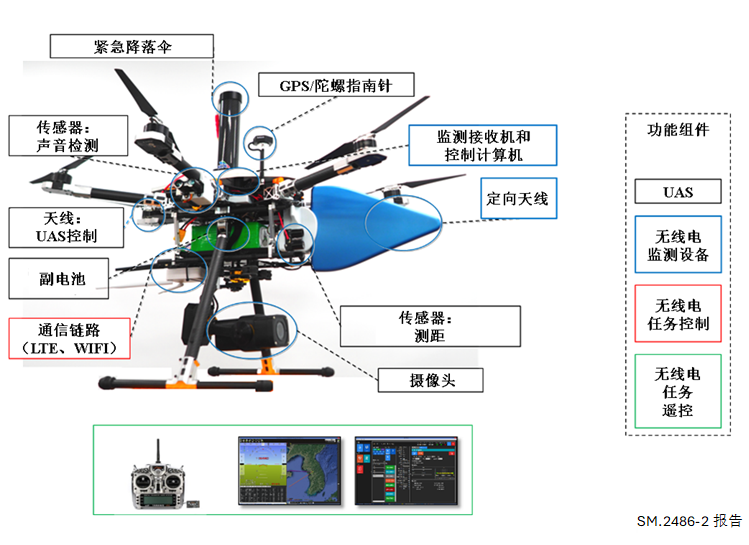 紧急降落伞
GPS/陀螺指南针
传感器：
声音检测
监测接收机和
控制计算机
功能组件
定向天线
UAS
天线：
UAS控制
无线电
监测设备
副电池
通信链路
（LTE、WIFI）
传感器：
测距
无线电
任务控制
摄像头
无线电
任务
遥控
SM.2486-2 报告